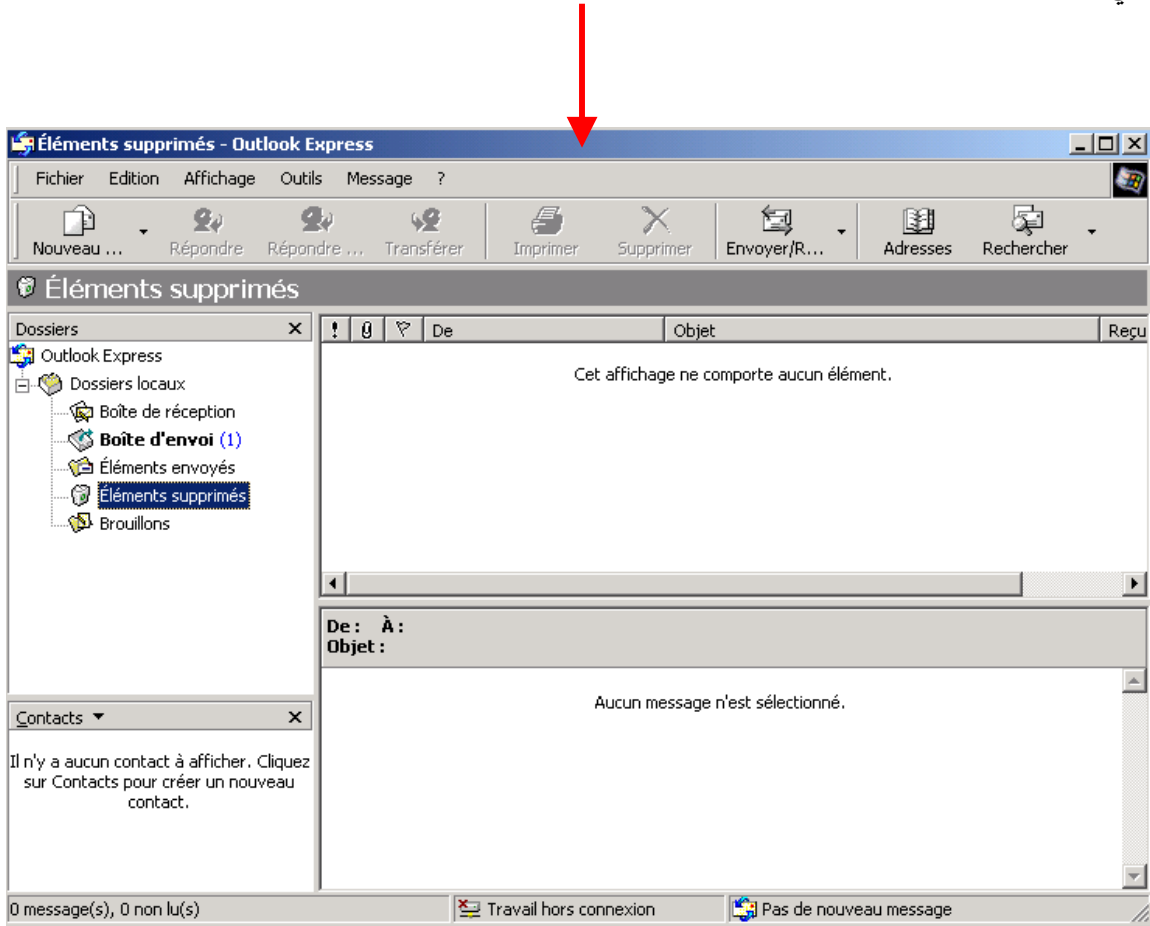 Éléments supprimés - Outlook Express
Fichier Edition Affichage Outils Message ?
Nouveau ... Répondre Répondre ... Transférer Imprimer Supprimer Envoyer/R... Adresses Rechercher
Éléments supprimés
Dossiers
Outlook Express
Dossiers locaux
Boîte de réception
Boîte d'envoi (1)
Éléments envoyés
Éléments supprimés
Brouillons
! De Objet Reçu
Cet affichage ne comporte aucun élément.
De : À :
Objet :
Aucun message n'est sélectionné.
Contacts
Il n'y a aucun contact à afficher. Cliquez
sur Contacts pour créer un nouveau
contact.
0 message(s), 0 non lu(s) Travail hors connexion Pas de nouveau message